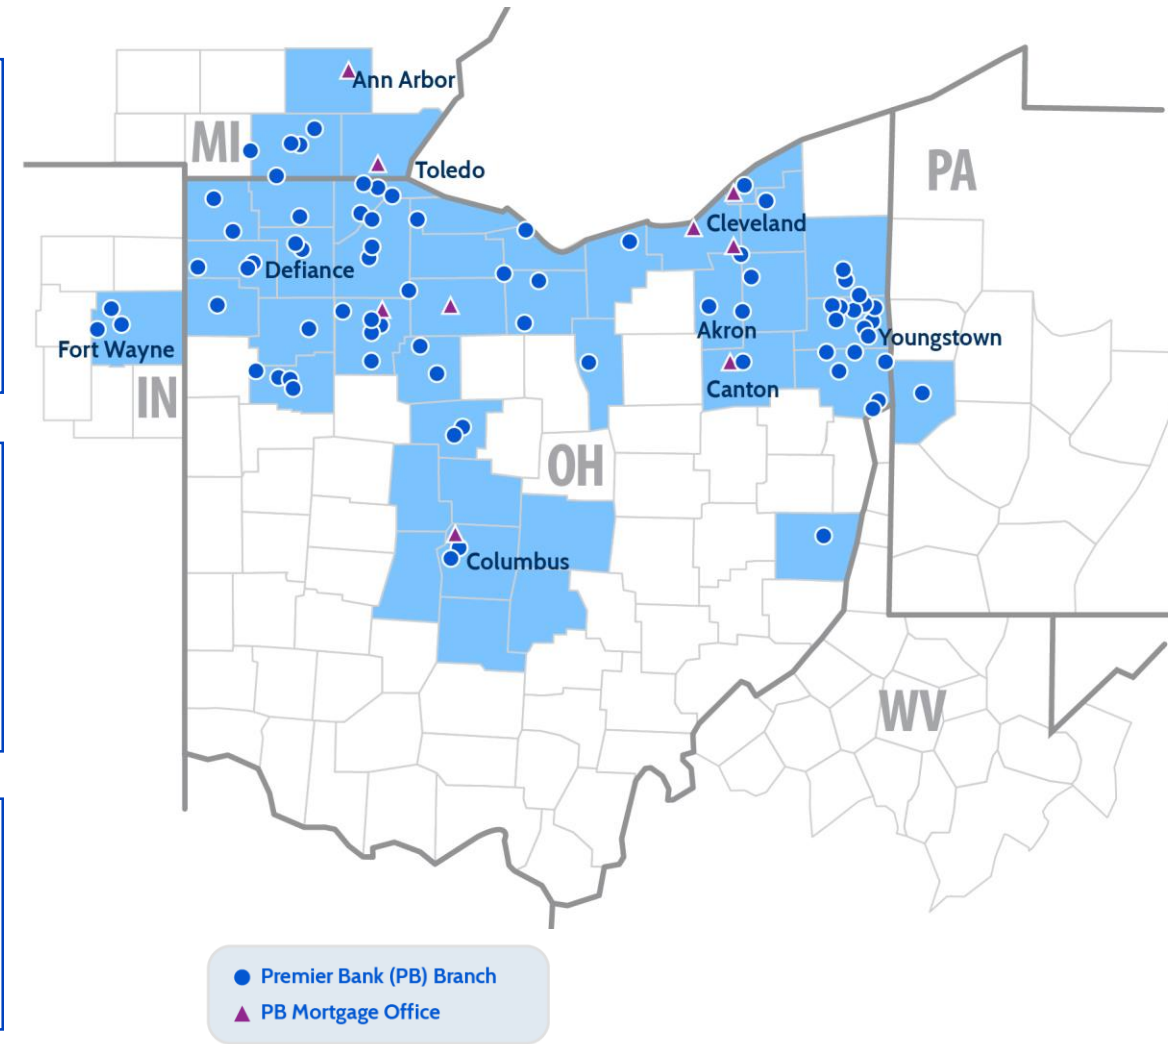 Ann Arbor
MI
Toledo
PA
Cleveland
Defiance
Akron
Youngstown
Fort Wayne
IN
Canton
OH
Columbus
WV
Premier Bank (PB) Branch
PB Mortgage Office